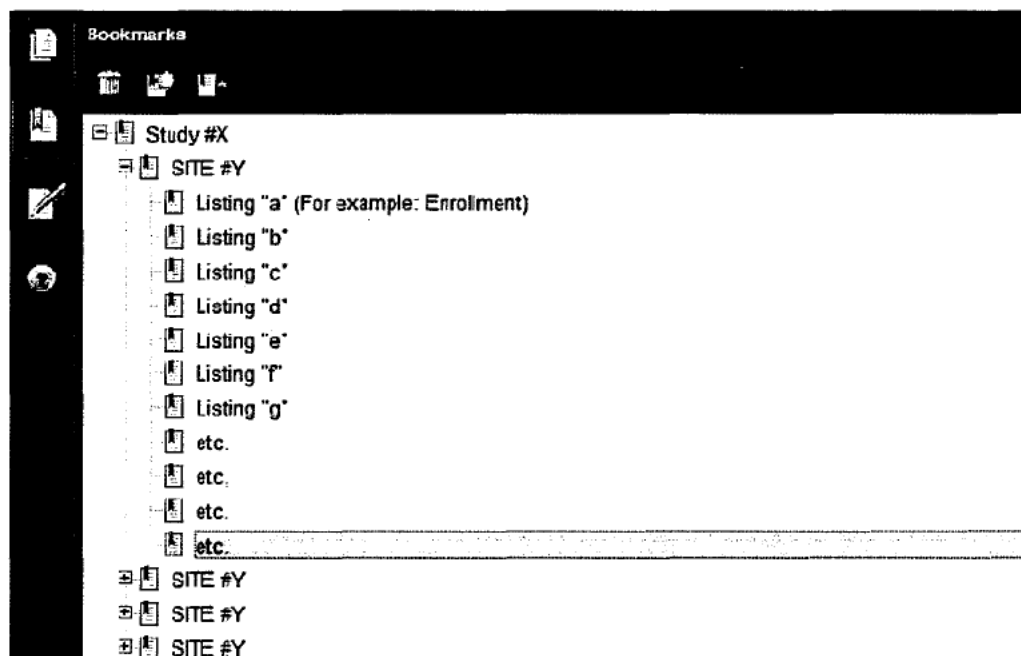 Bookmarks
Study #X
SITE #Y
Listing "a" (For example: Enrollment)
Listing "b"
Listing "c"
Listing "d"
Listing "e"
Listing "f"
Listing "g"
etc.
etc.
etc.
etc.
SITE #Y
SITE #Y
SITE #Y